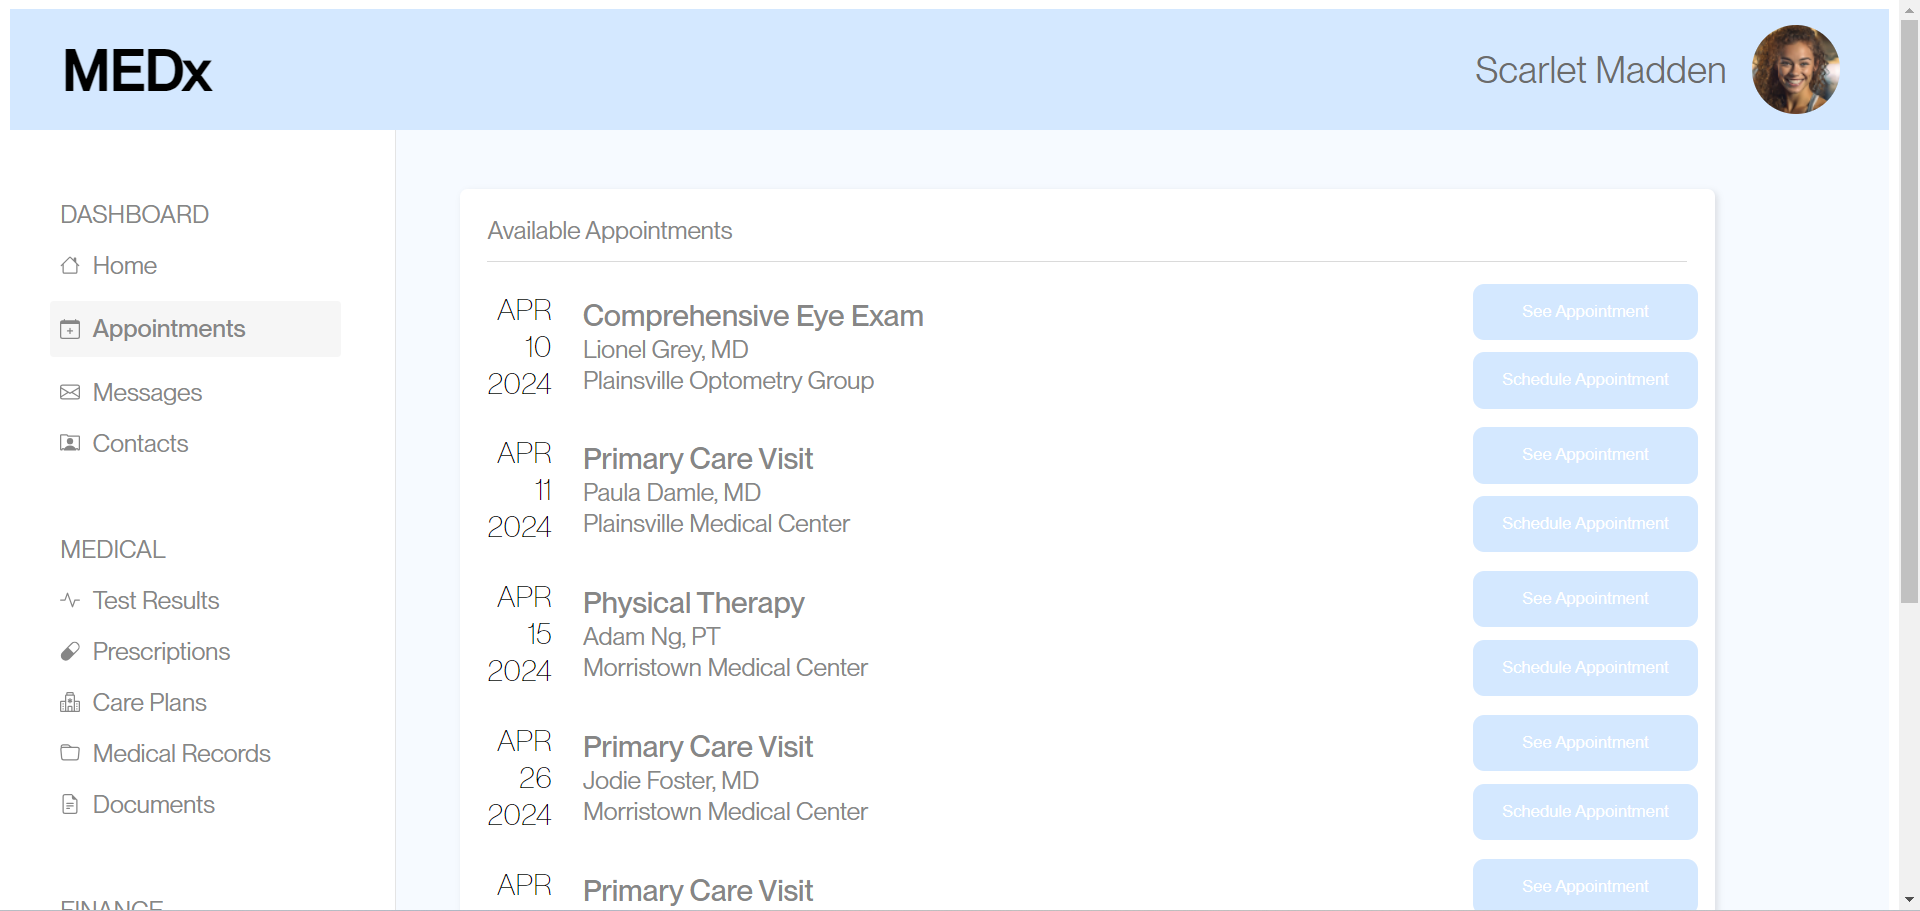 MEDx
Scarlet Madden
DASHBOARD
Home
Appointments
Messages
Contacts
MEDICAL
Test Results
Prescriptions
Care Plans
Medical Records
Documents
FINANCE
Available Appointments
APR
10
2024
Comprehensive Eye Exam
Lionel Grey, MD
Plainsville Optometry Group
See Appointment
Schedule Appointment
APR
11
2024
Primary Care Visit
Paula Damle, MD
Plainsville Medical Center
See Appointment
Schedule Appointment
APR
15
2024
Physical Therapy
Adam Ng, PT
Morristown Medical Center
See Appointment
Schedule Appointment
APR
26
2024
Primary Care Visit
Jodie Foster, MD
Morristown Medical Center
See Appointment
Schedule Appointment
APR
Primary Care Visit
See Appointment